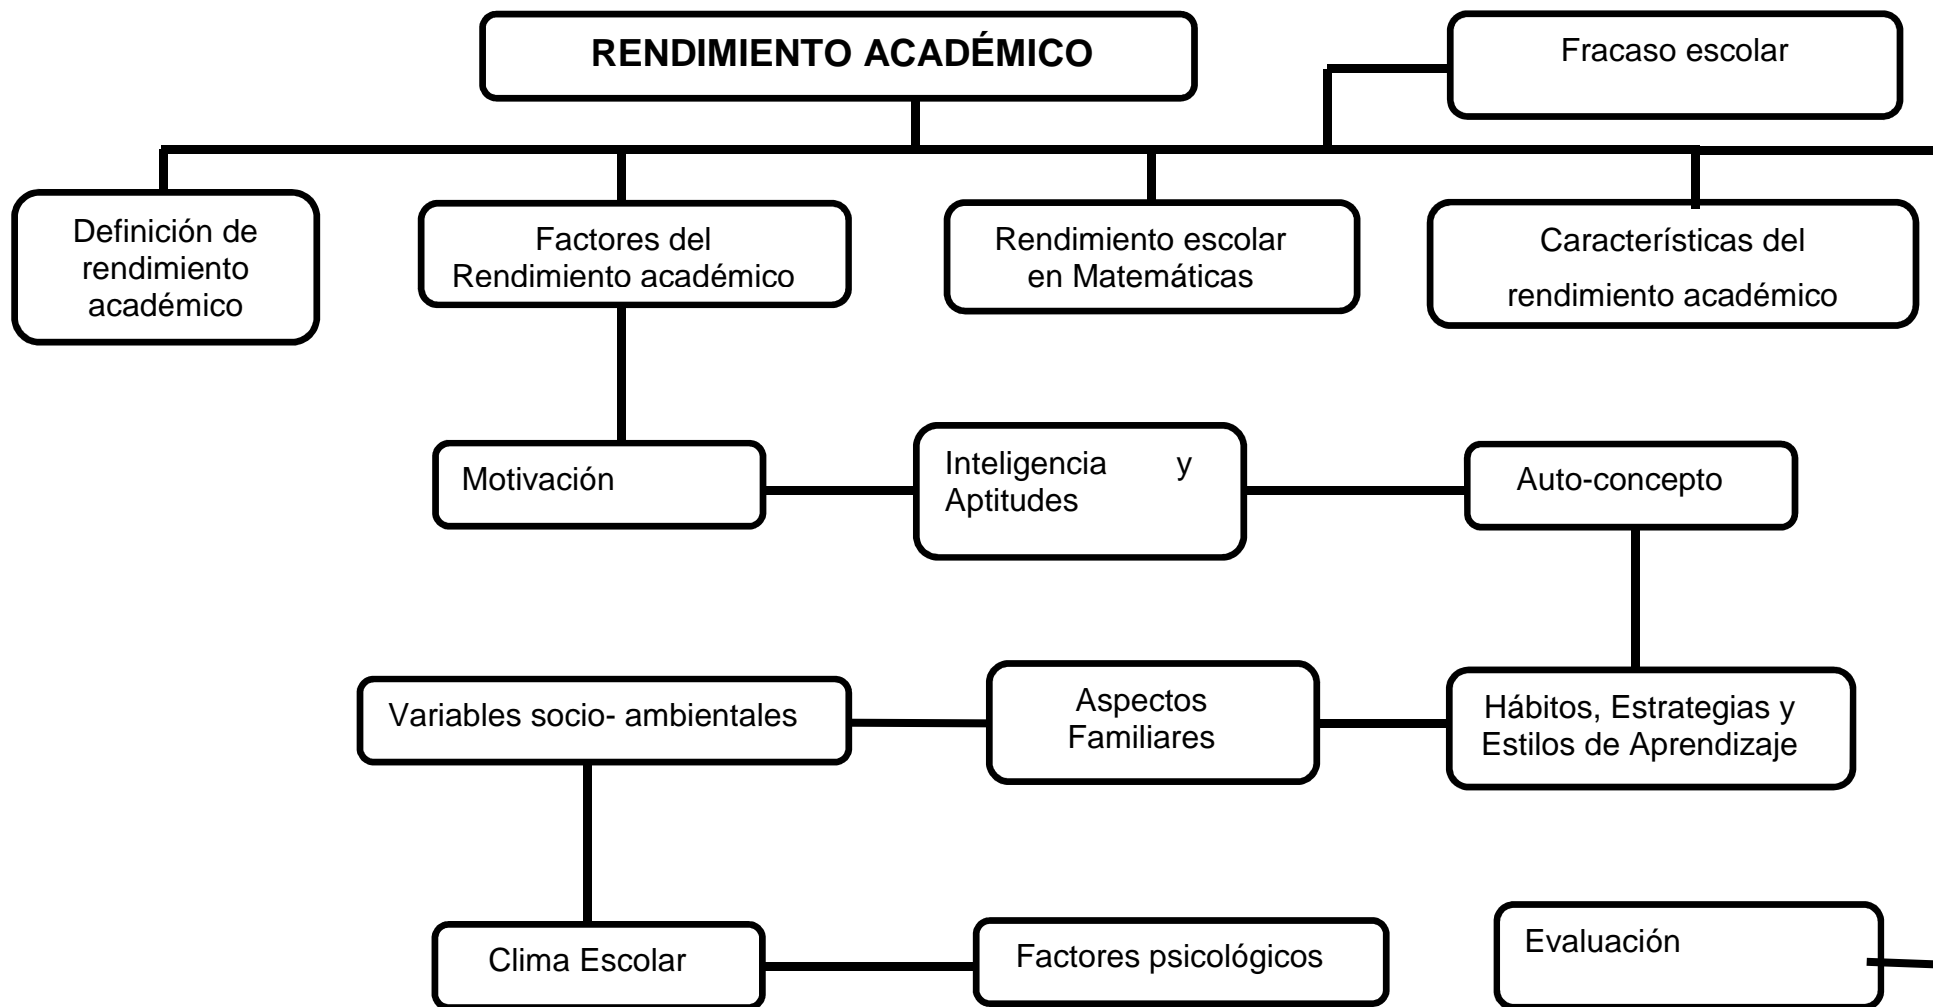 RENDIMIENTO ACADÉMICO
Fracaso escolar
Definición de
rendimiento
académico
Factores del
Rendimiento académico
Rendimiento escolar
en Matemáticas
Característícas del
rendimiento académico
Motivación
Inteligencia y
Aptitudes
Auto-concepto
Variables socio- ambientales
Aspectos
Familiares
Hábitos, Estrategias y
Estilos de Aprendizaje
Clima Escolar
Factores psicológicos
Evaluación